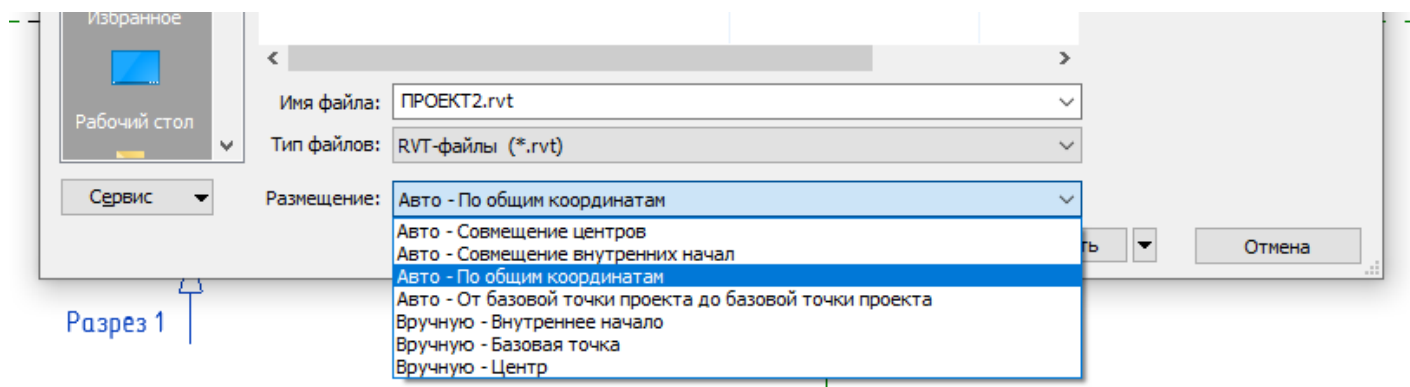 Избранное
Рабочий стол
Имя файла: ПРОЕКТ2.rvt
Тип файлов: RVT-файлы (*.rvt)
Сервис
Размещение: Авто - По общим координатам
Авто - Совмещение центров
Авто - Совмещение внутренних начал
Авто - По общим координатам
Авто - От базовой точки проекта до базовой точки проекта
Вручную - Внутреннее начало
Вручную - Базовая точка
Вручную - Центр
ть
Отмена
Разрез 1